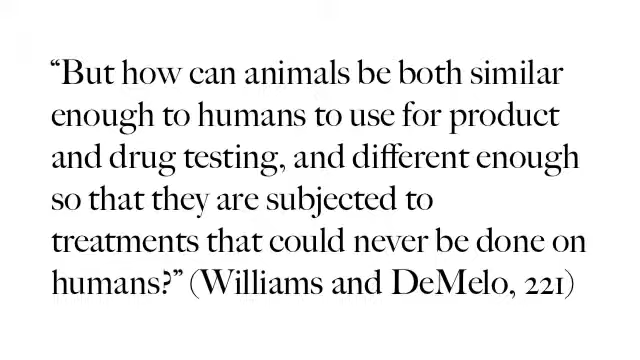 “But how can animals be both similar
enough to humans to use for product
and drug testing, and different enough
so that they are subjected to
treatments that could never be done on
humans?” (Williams and DeMelo, 221)